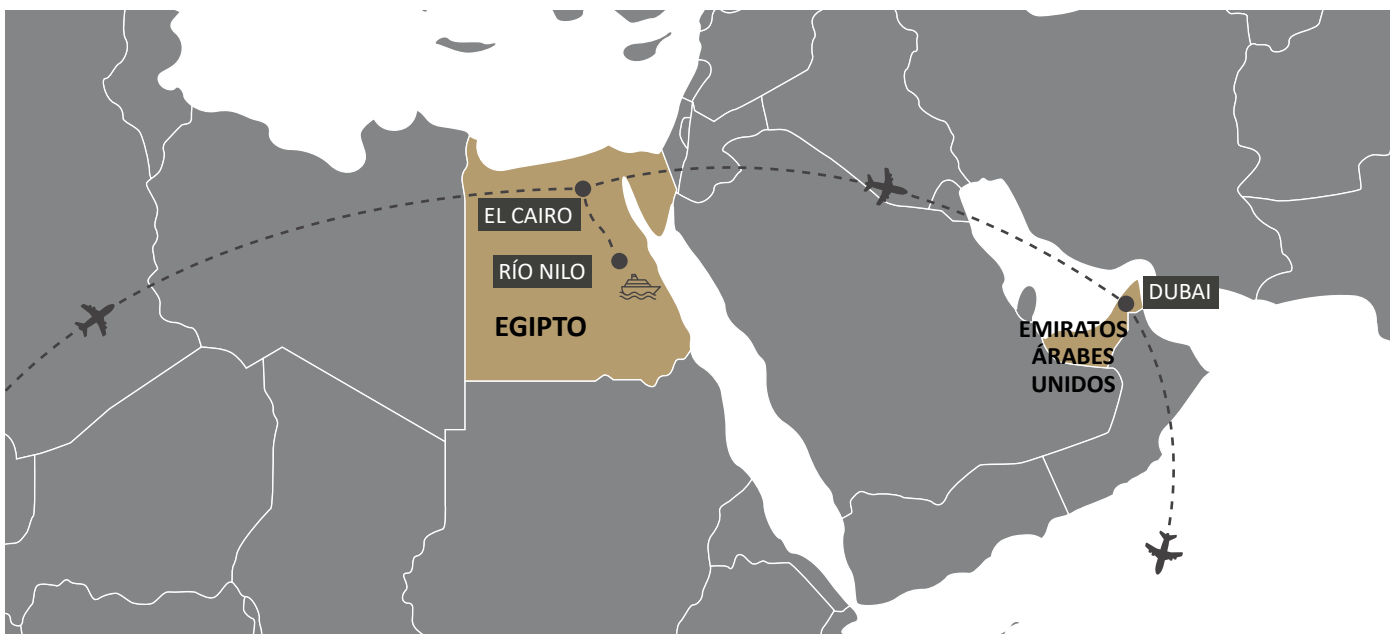 EL CAIRO
RÍO NILO
EGIPTO
DUBAI
EMIRATOS
ÁRABES
UNIDOS